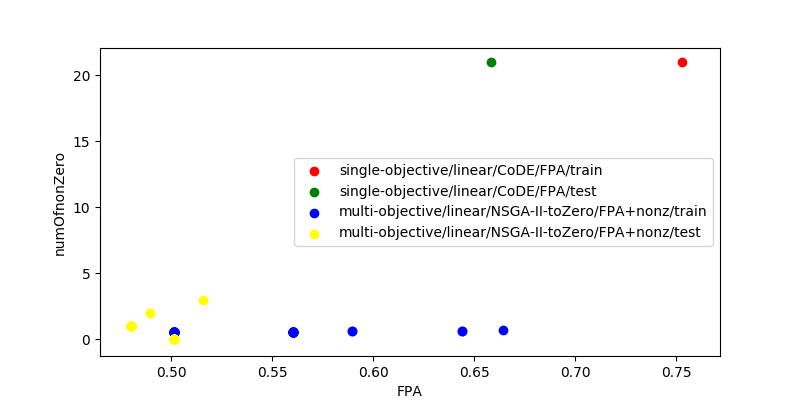 20
15
10
5
0
numOfnonZero
single-objective/linear/CoDE/FPA/train
single-objective/linear/CoDE/FPA/test
multi-objective/linear/NSGA-II-toZero/FPA+nonz/train
multi-objective/linear/NSGA-II-toZero/FPA+nonz/test
0.50 0.55 0.60 0.65 0.70 0.75
FPA